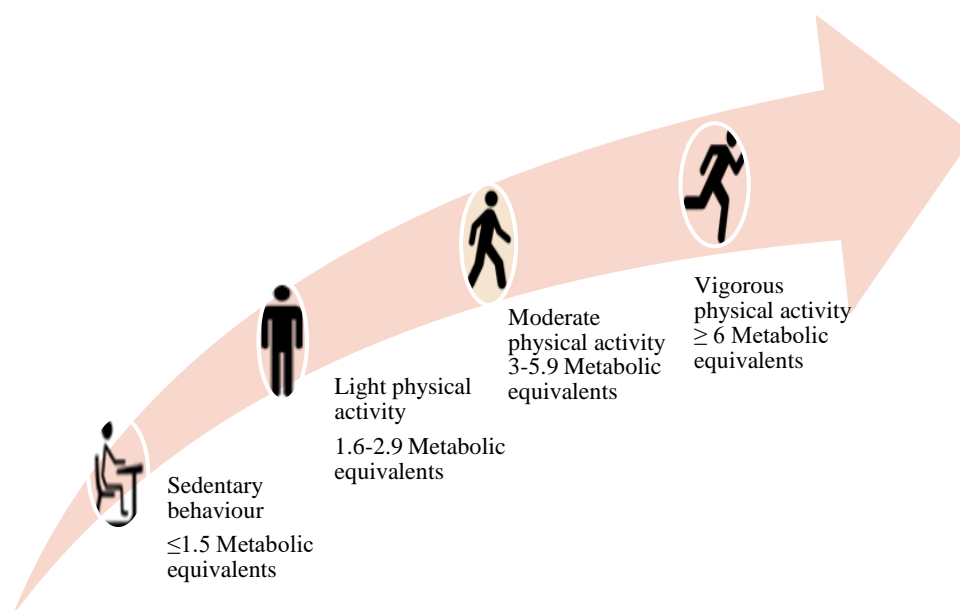 Sedentary
behaviour
≤1.5 Metabolic
equivalents
Light physical
activity
1.6-2.9 Metabolic
equivalents
Moderate
physical activity
3-5.9 Metabolic
equivalents
Vigorous
physical activity
≥ 6 Metabolic
equivalents